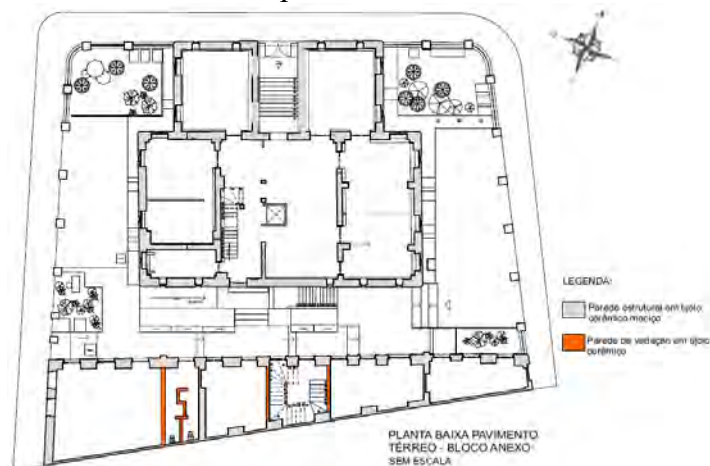 LEGENDA:
Parede estrutural em tijolo
cerâmico maciço
Parede de vedação em tijolo
cerâmico
PLANTA BAIXA PAVIMENTO
TÉRREO - BLOCO ANEXO
SEM ESCALA